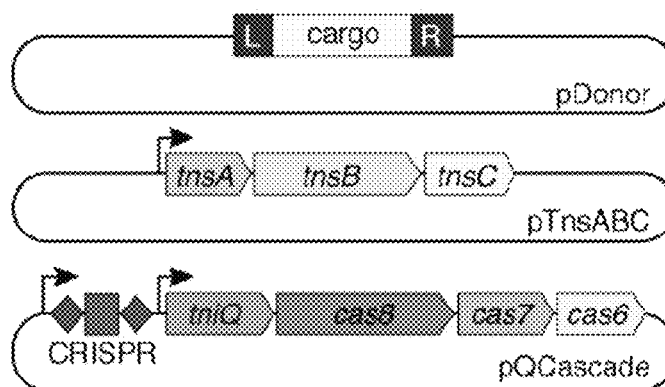 L cargo R
pDonor
tnsA tnsB tnsC
pTnsABC
tniQ cas8 cas7 cas6
CRISPR
pQCascade